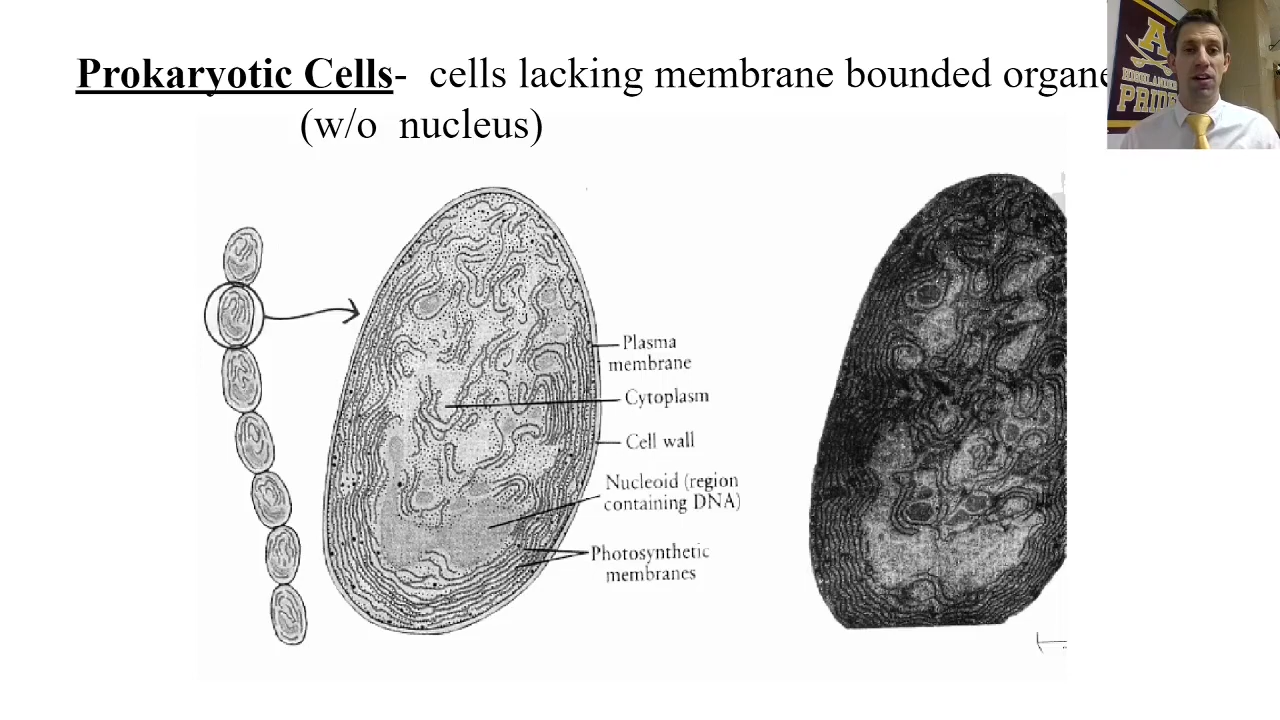 Prokaryotic Cells- cells lacking membrane bounded
(w/o nucleus)
Plasma
membrane
Cytoplasm
Cell wall
Nucleoid (region
containing DNA)
Photosynthetic
membranes
A
PRIDE